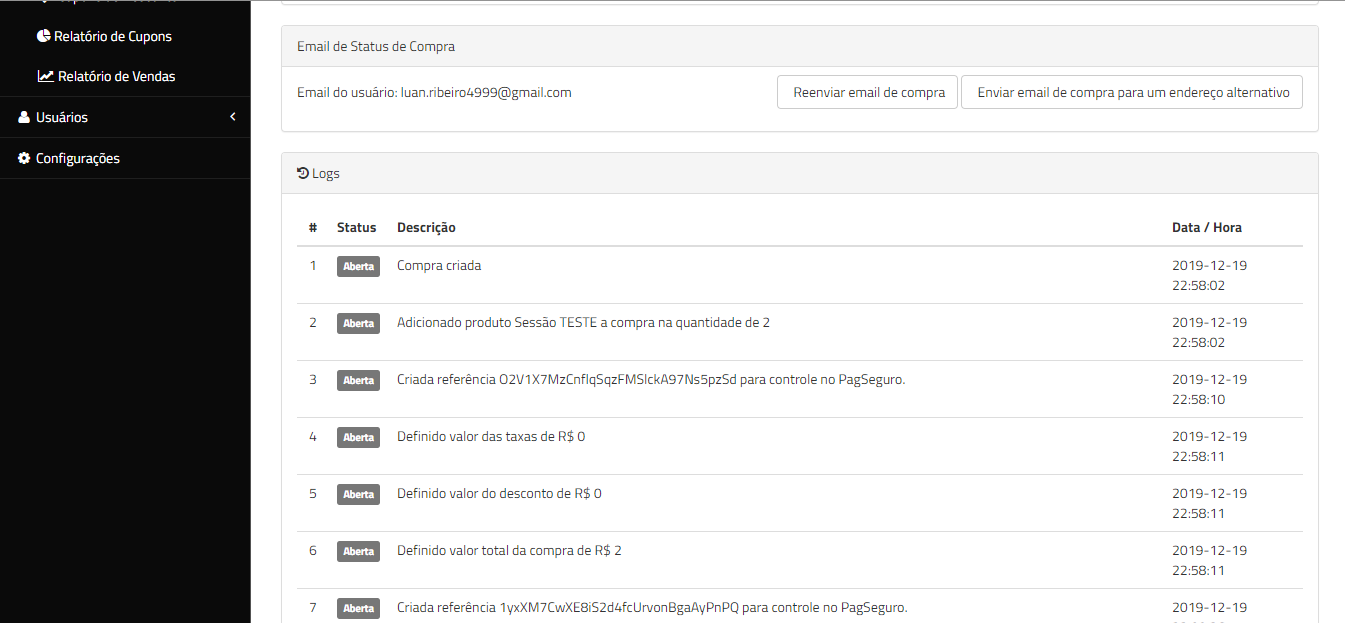 Relatório de Cupons
Relatório de Vendas
Usuários
Configurações
Email de Status de Compra
Email do usuário: luan.ribeiro4999@gmail.com
Reenviar email de compra
Enviar email de compra para um endereço alternativo
Logs
# Status Descrição Data / Hora
1 Aberta Compra criada 2019-12-19
22:58:02
2 Aberta Adicionado produto Sessão TESTE a compra na quantidade de 2 2019-12-19
22:58:02
3 Aberta Criada referência O2V1X7MzCnfIqSqzFMSlckA97Ns5pzSd para controle no PagSeguro. 2019-12-19
22:58:10
4 Aberta Definido valor das taxas de R$ 0 2019-12-19
22:58:11
5 Aberta Definido valor do desconto de R$ 0 2019-12-19
22:58:11
6 Aberta Definido valor total da compra de R$ 2 2019-12-19
22:58:11
7 Aberta Criada referência 1yxXM7CwXE8iS2d4fcUrvonBgaAyPnPQ para controle no PagSeguro. 2019-12-19